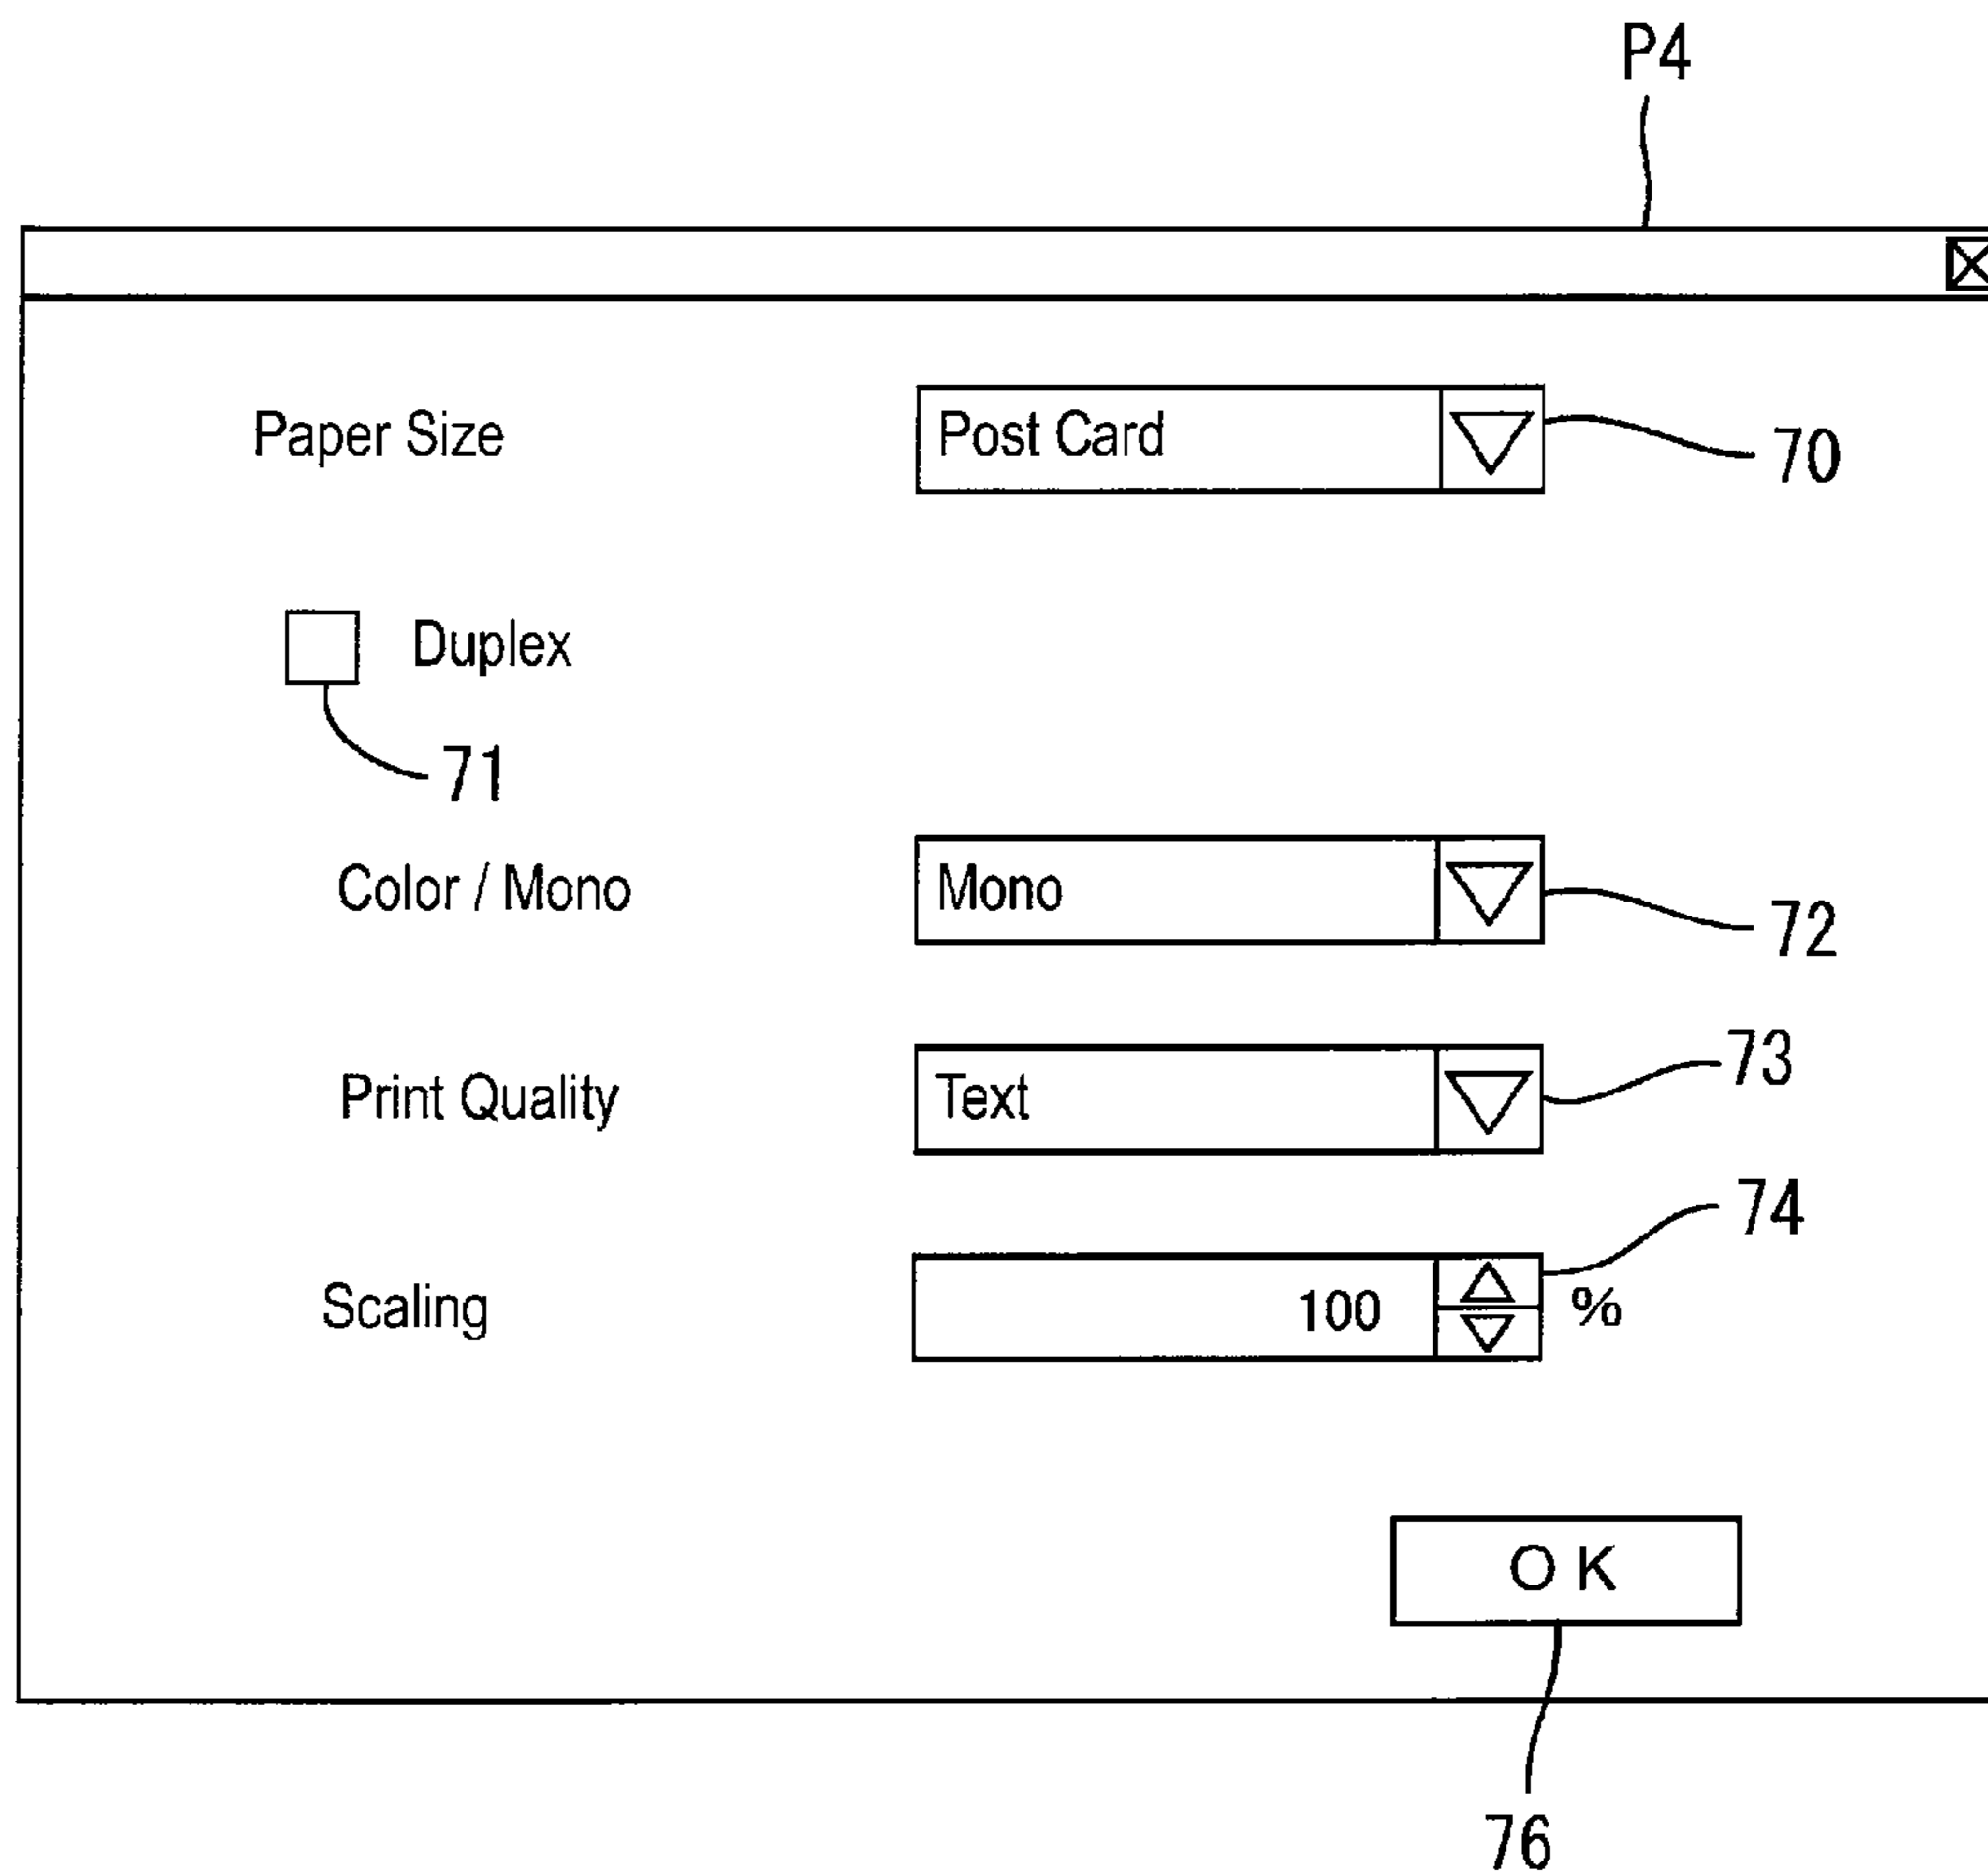 P4
Paper Size Post Card 70
Duplex
71
Color / Mono Mono 72
Print Quality Text 73
74
Scaling 100 %
OK
76